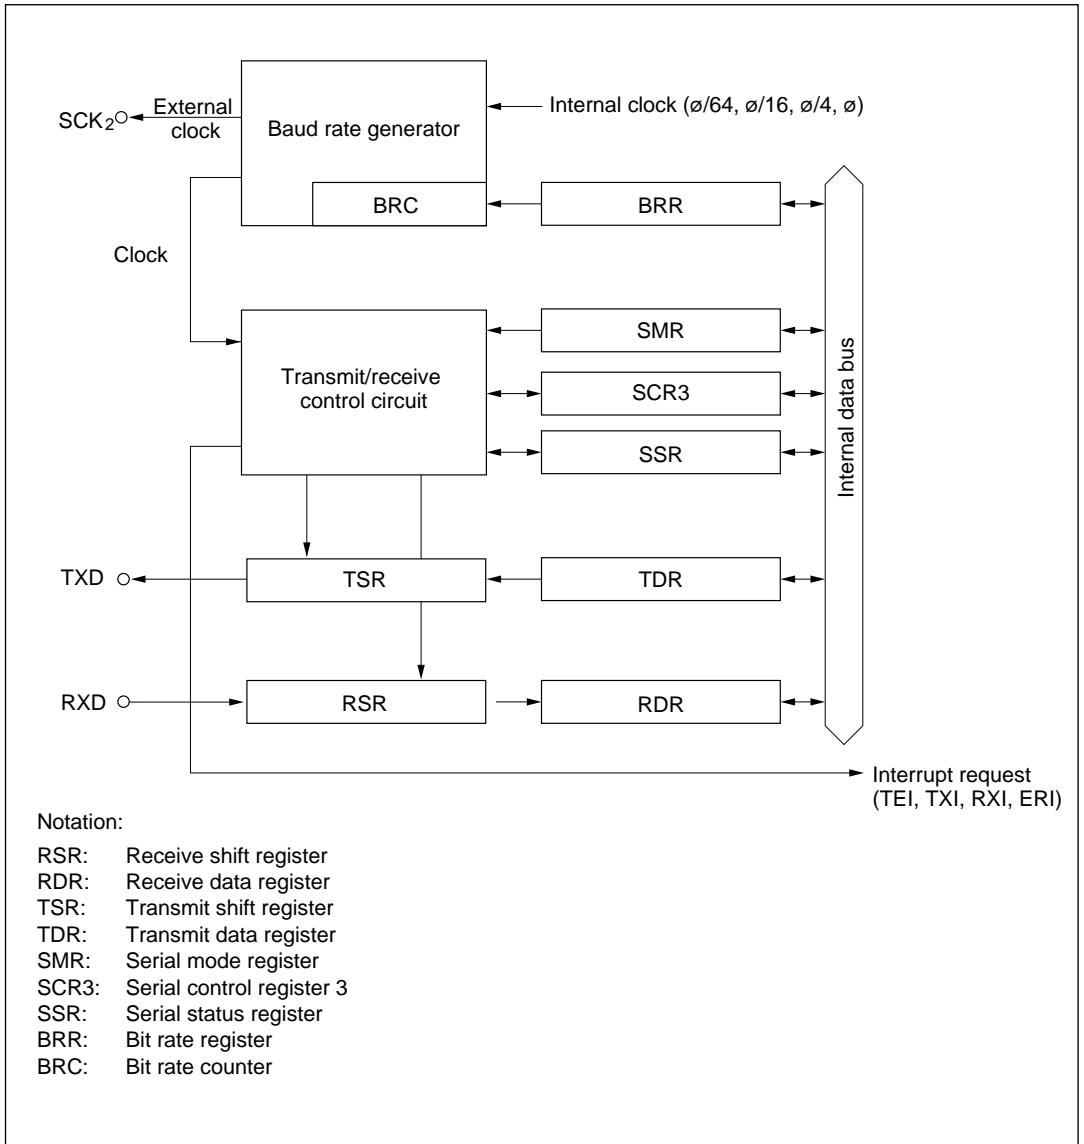 SCK2
External
clock
Baud rate generator
Internal clock (ø/64, ø/16, ø/4, ø)
BRC
BRR
Clock
Internal data bus
SMR
Transmit/receive
control circuit
SCR3
SSR
TXD
TSR
TDR
RXD
RSR
RDR
Interrupt request
(TEI, TXI, RXI, ERI)
Notation:
RSR: Receive shift register
RDR: Receive data register
TSR: Transmit shift register
TDR: Transmit data register
SMR: Serial mode register
SCR3: Serial control register 3
SSR: Serial status register
BRR: Bit rate register
BRC: Bit rate counter